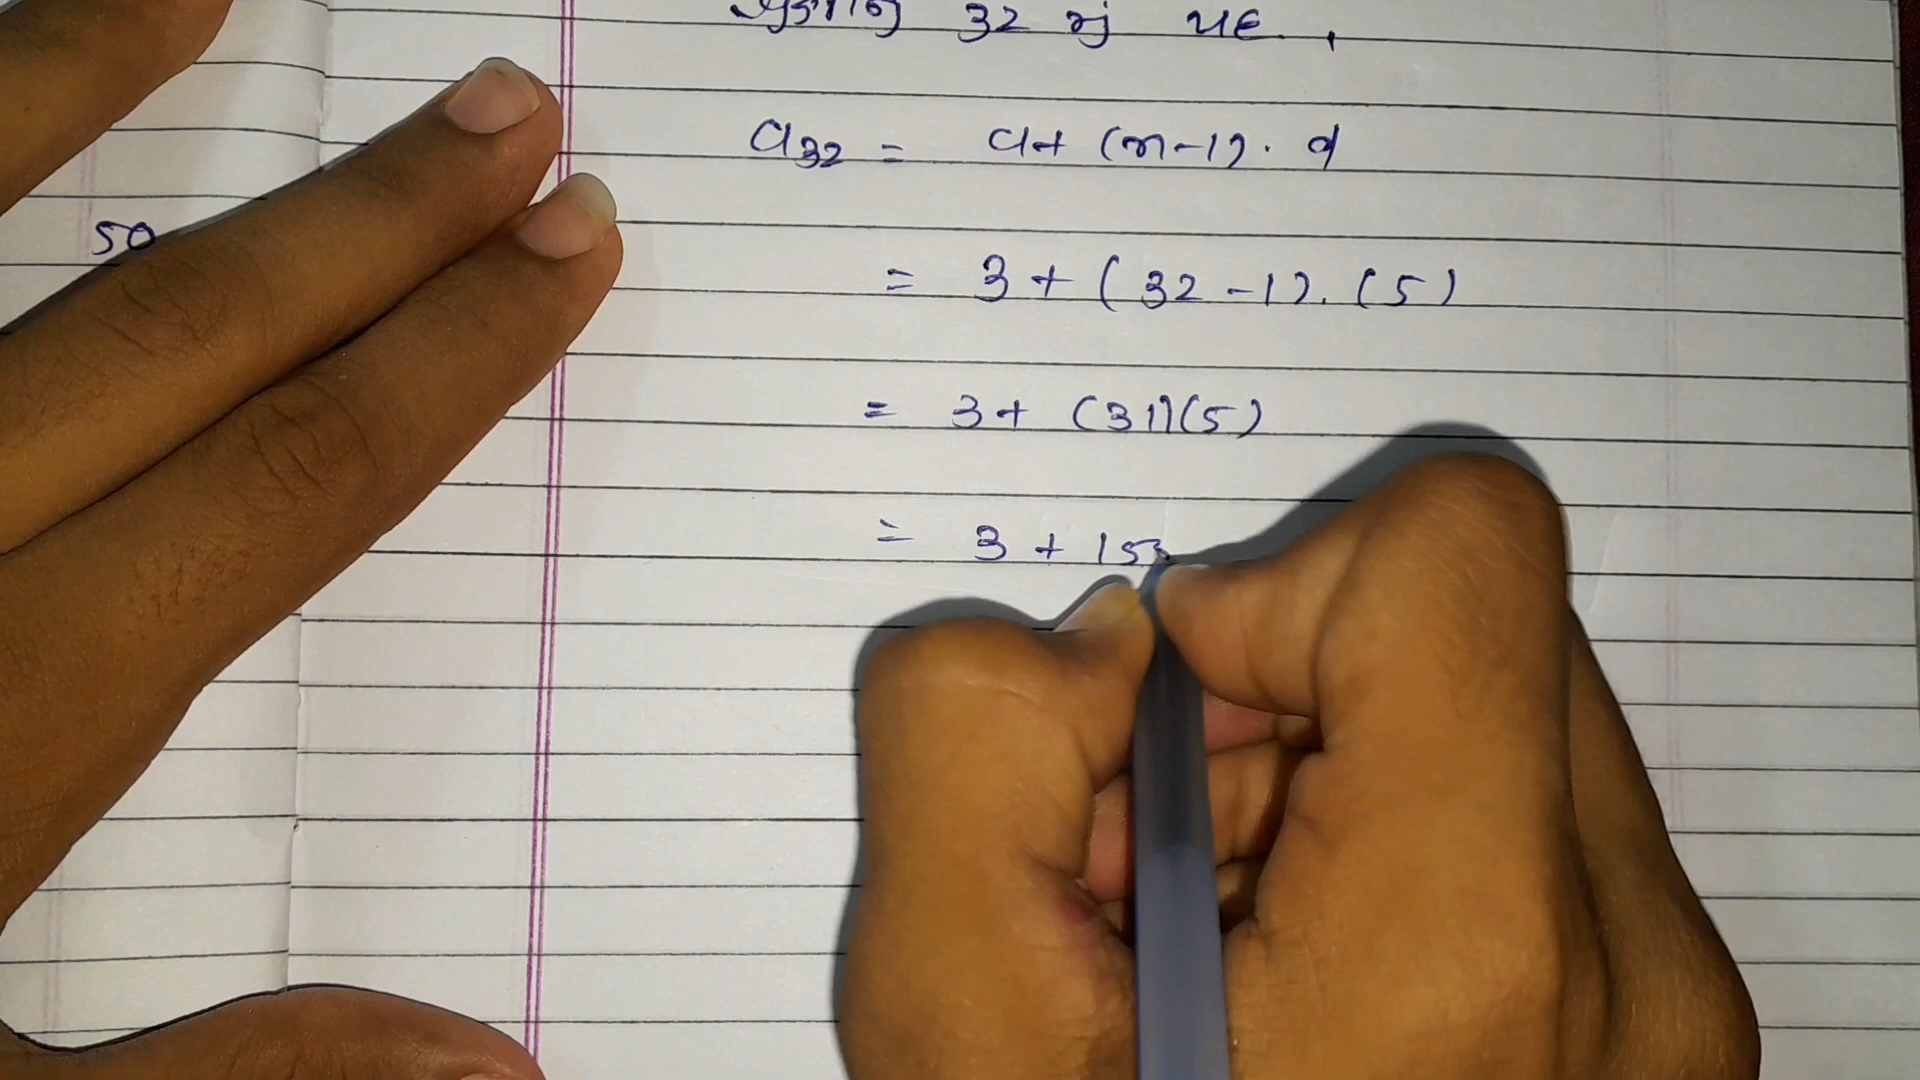 32 મું પદ,
50
a32 = a+ (n-1). d
= 3 + (32 -1). (5)
= 3 + (31)(5)
= 3 + 155